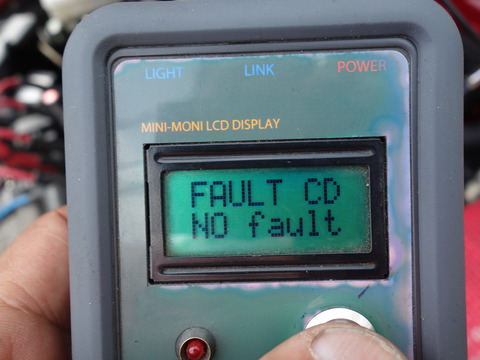 LIGHT LINK POWER
MINI-MONI LCD DISPLAY
FAULT CD
NO fault